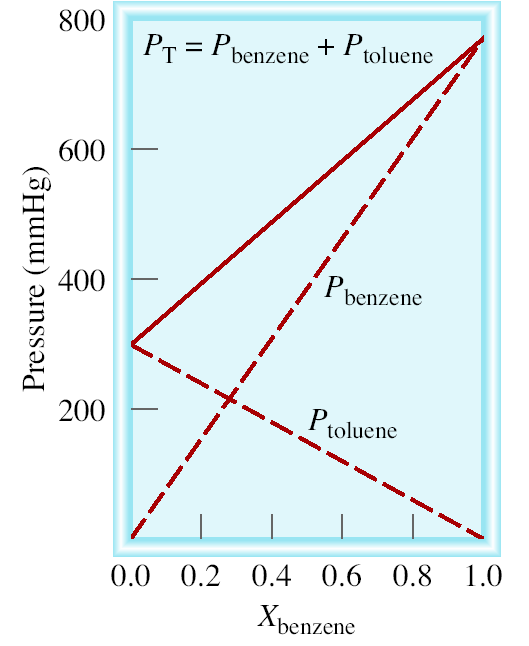 800
P_T = P_benzene + P_toluene
600
400
P_benzene
200
P_toluene
Pressure (mmHg)
0.0 0.2 0.4 0.6 0.8 1.0
X_benzene